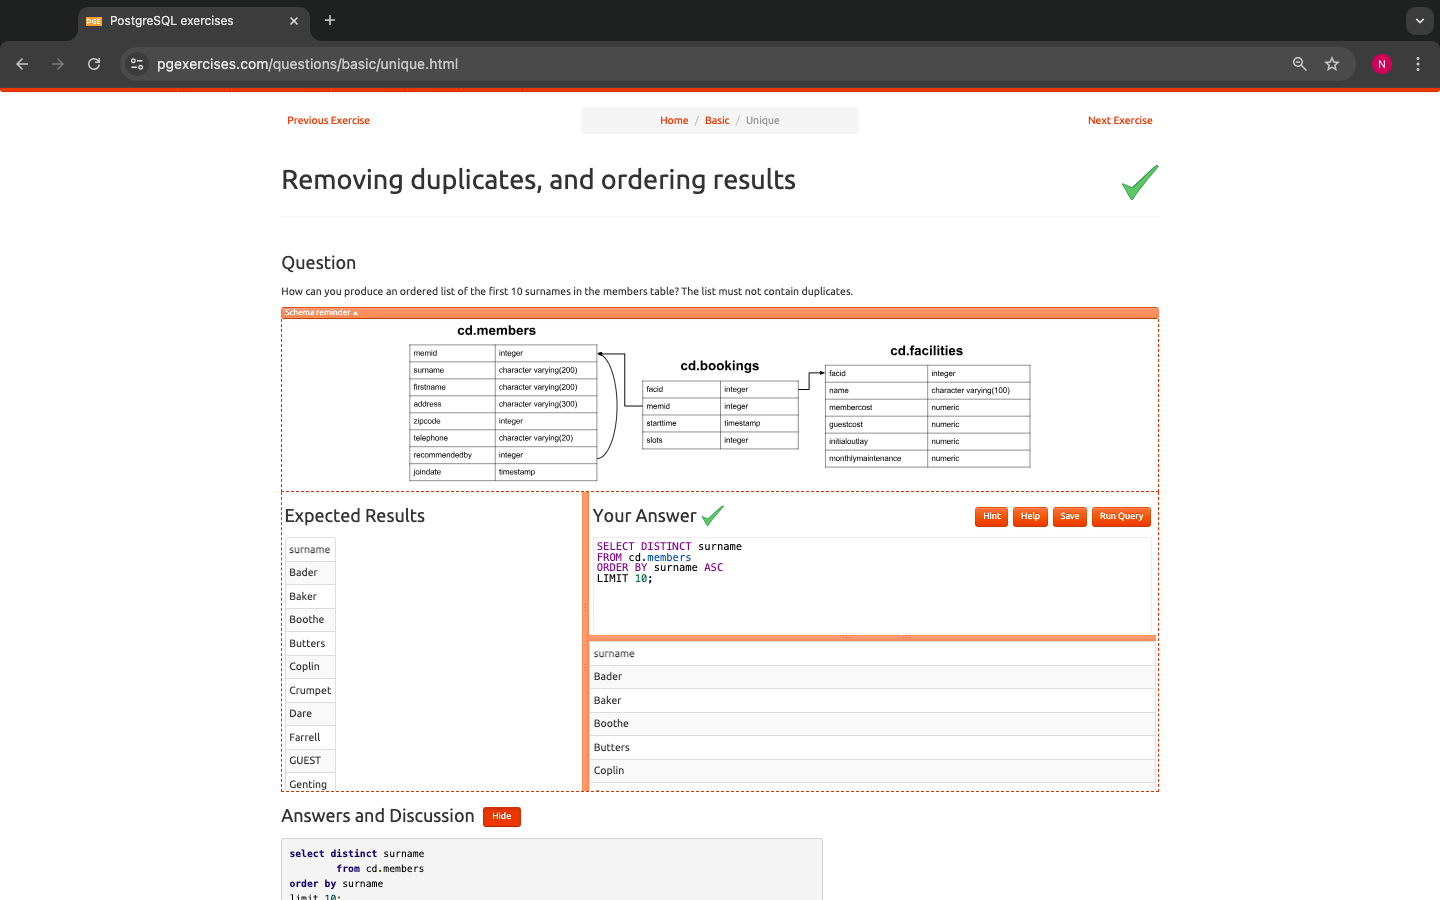 PGE PostgreSQL exercises
pgexercises.com/questions/basic/unique.html
N
Previous Exercise
Home / Basic / Unique
Next Exercise
Removing duplicates, and ordering results
Question
How can you produce an ordered list of the first 10 surnames in the members table? The list must not contain duplicates.
Schema reminder ▲
cd.members
memid integer
surname character varying(200)
firstname character varying(200)
address character varying(300)
zipcode integer
telephone character varying(20)
recommendedby integer
joindate timestamp
cd.bookings
facid integer
memid integer
starttime timestamp
slots integer
cd.facilities
facid integer
name character varying(100)
membercost numeric
guestcost numeric
initialoutlay numeric
monthlymaintenance numeric
Expected Results
surname
Bader
Baker
Boothe
Butters
Coplin
Crumpet
Dare
Farrell
GUEST
Genting
Your Answer
Hint Help Save Run Query
SELECT DISTINCT surname
FROM cd.members
ORDER BY surname ASC
LIMIT 10;
surname
Bader
Baker
Boothe
Butters
Coplin
Answers and Discussion Hide
select distinct surname
from cd.members
order by surname
limit 10;